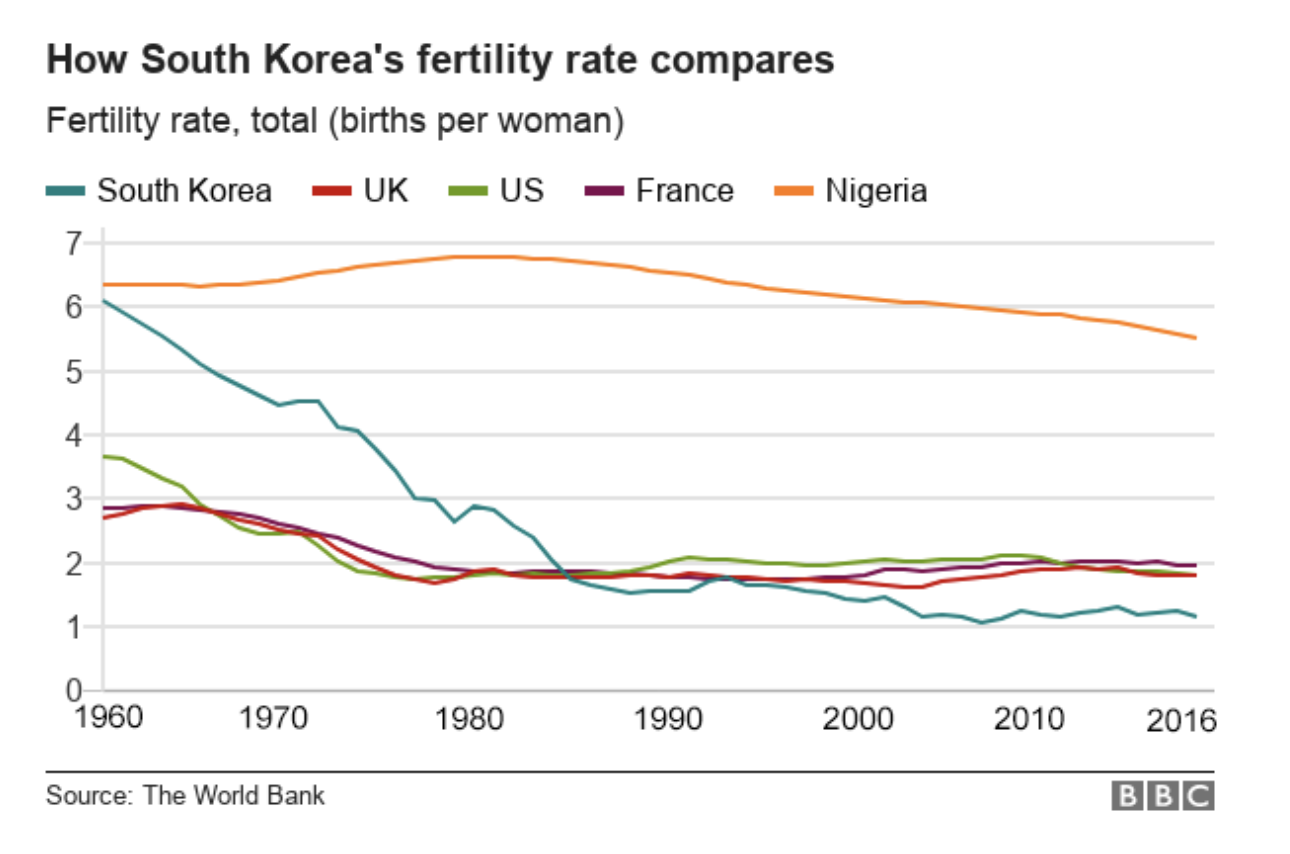 How South Korea's fertility rate compares
Fertility rate, total (births per woman)
South Korea UK US France Nigeria
7
6
5
4
3
2
1
0
1960 1970 1980 1990 2000 2010 2016
Source: The World Bank
BBC